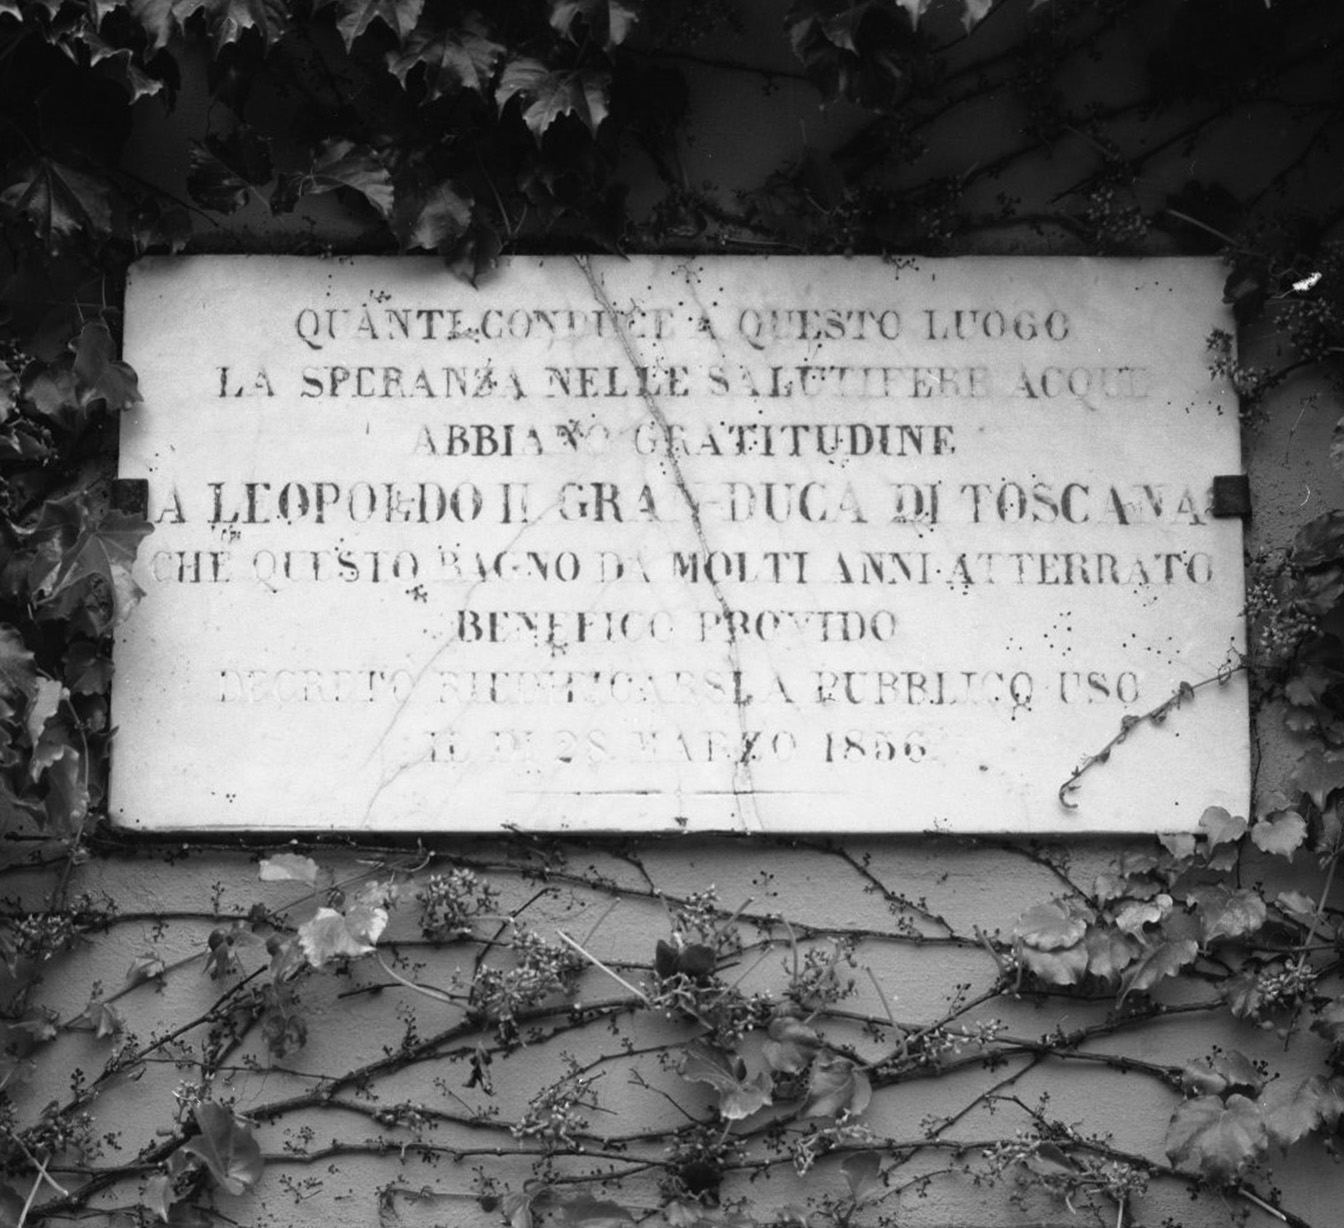 QUANTI CONDUCE A QUESTO LUOGO
LA SPERANZA NELLE SALUTIFERE ACQUE
ABBIANO GRATITUDINE
A LEOPOLDO II GRAN-DUCA DI TOSCANA
CHE QUESTO BAGNO DA MOLTI ANNI ATTERRATO
BENEFICO PROVIDO
DECRETO RIEDIFICARSI A PUBBLICO USO
IL DI 28 MARZO 1856